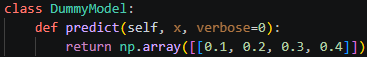 class DummyModel:
    def predict(self, x, verbose=0):
        return np.array([[0.1, 0.2, 0.3, 0.4]])